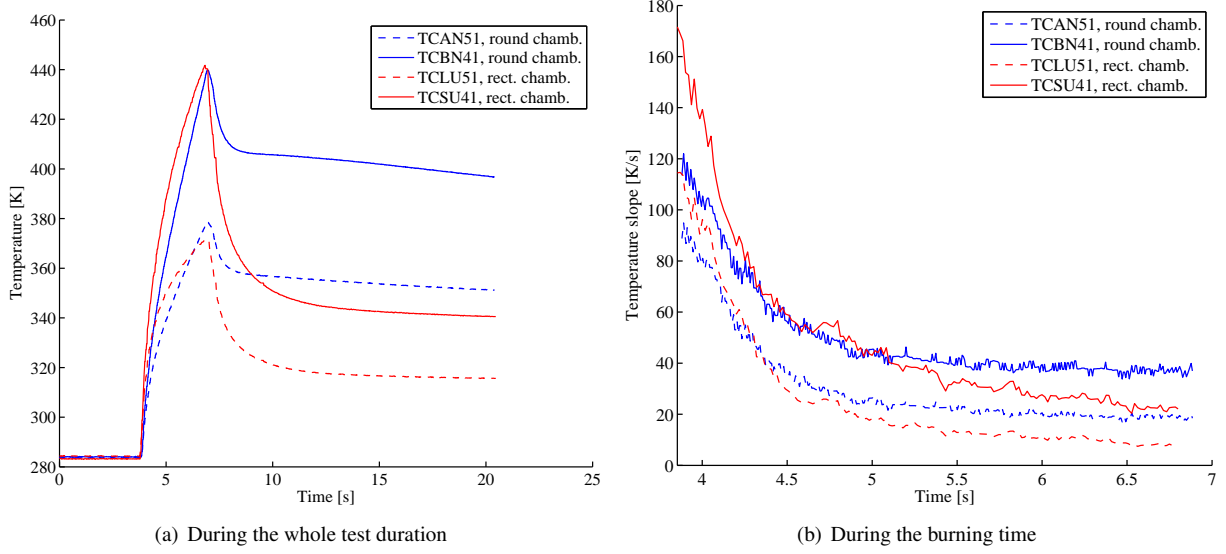 460
440
420
400
380
360
340
320
300
280
0
5
10
15
20
25
Temperature [K]
Time [s]
TCAN51, round chamb.
TCBN41, round chamb.
TCLU51, rect. chamb.
TCSU41, rect. chamb.
(a) During the whole test duration
180
160
140
120
100
80
60
40
20
0
4
4.5
5
5.5
6
6.5
7
Temperature slope [K/s]
Time [s]
TCAN51, round chamb.
TCBN41, round chamb.
TCLU51, rect. chamb.
TCSU41, rect. chamb.
(b) During the burning time